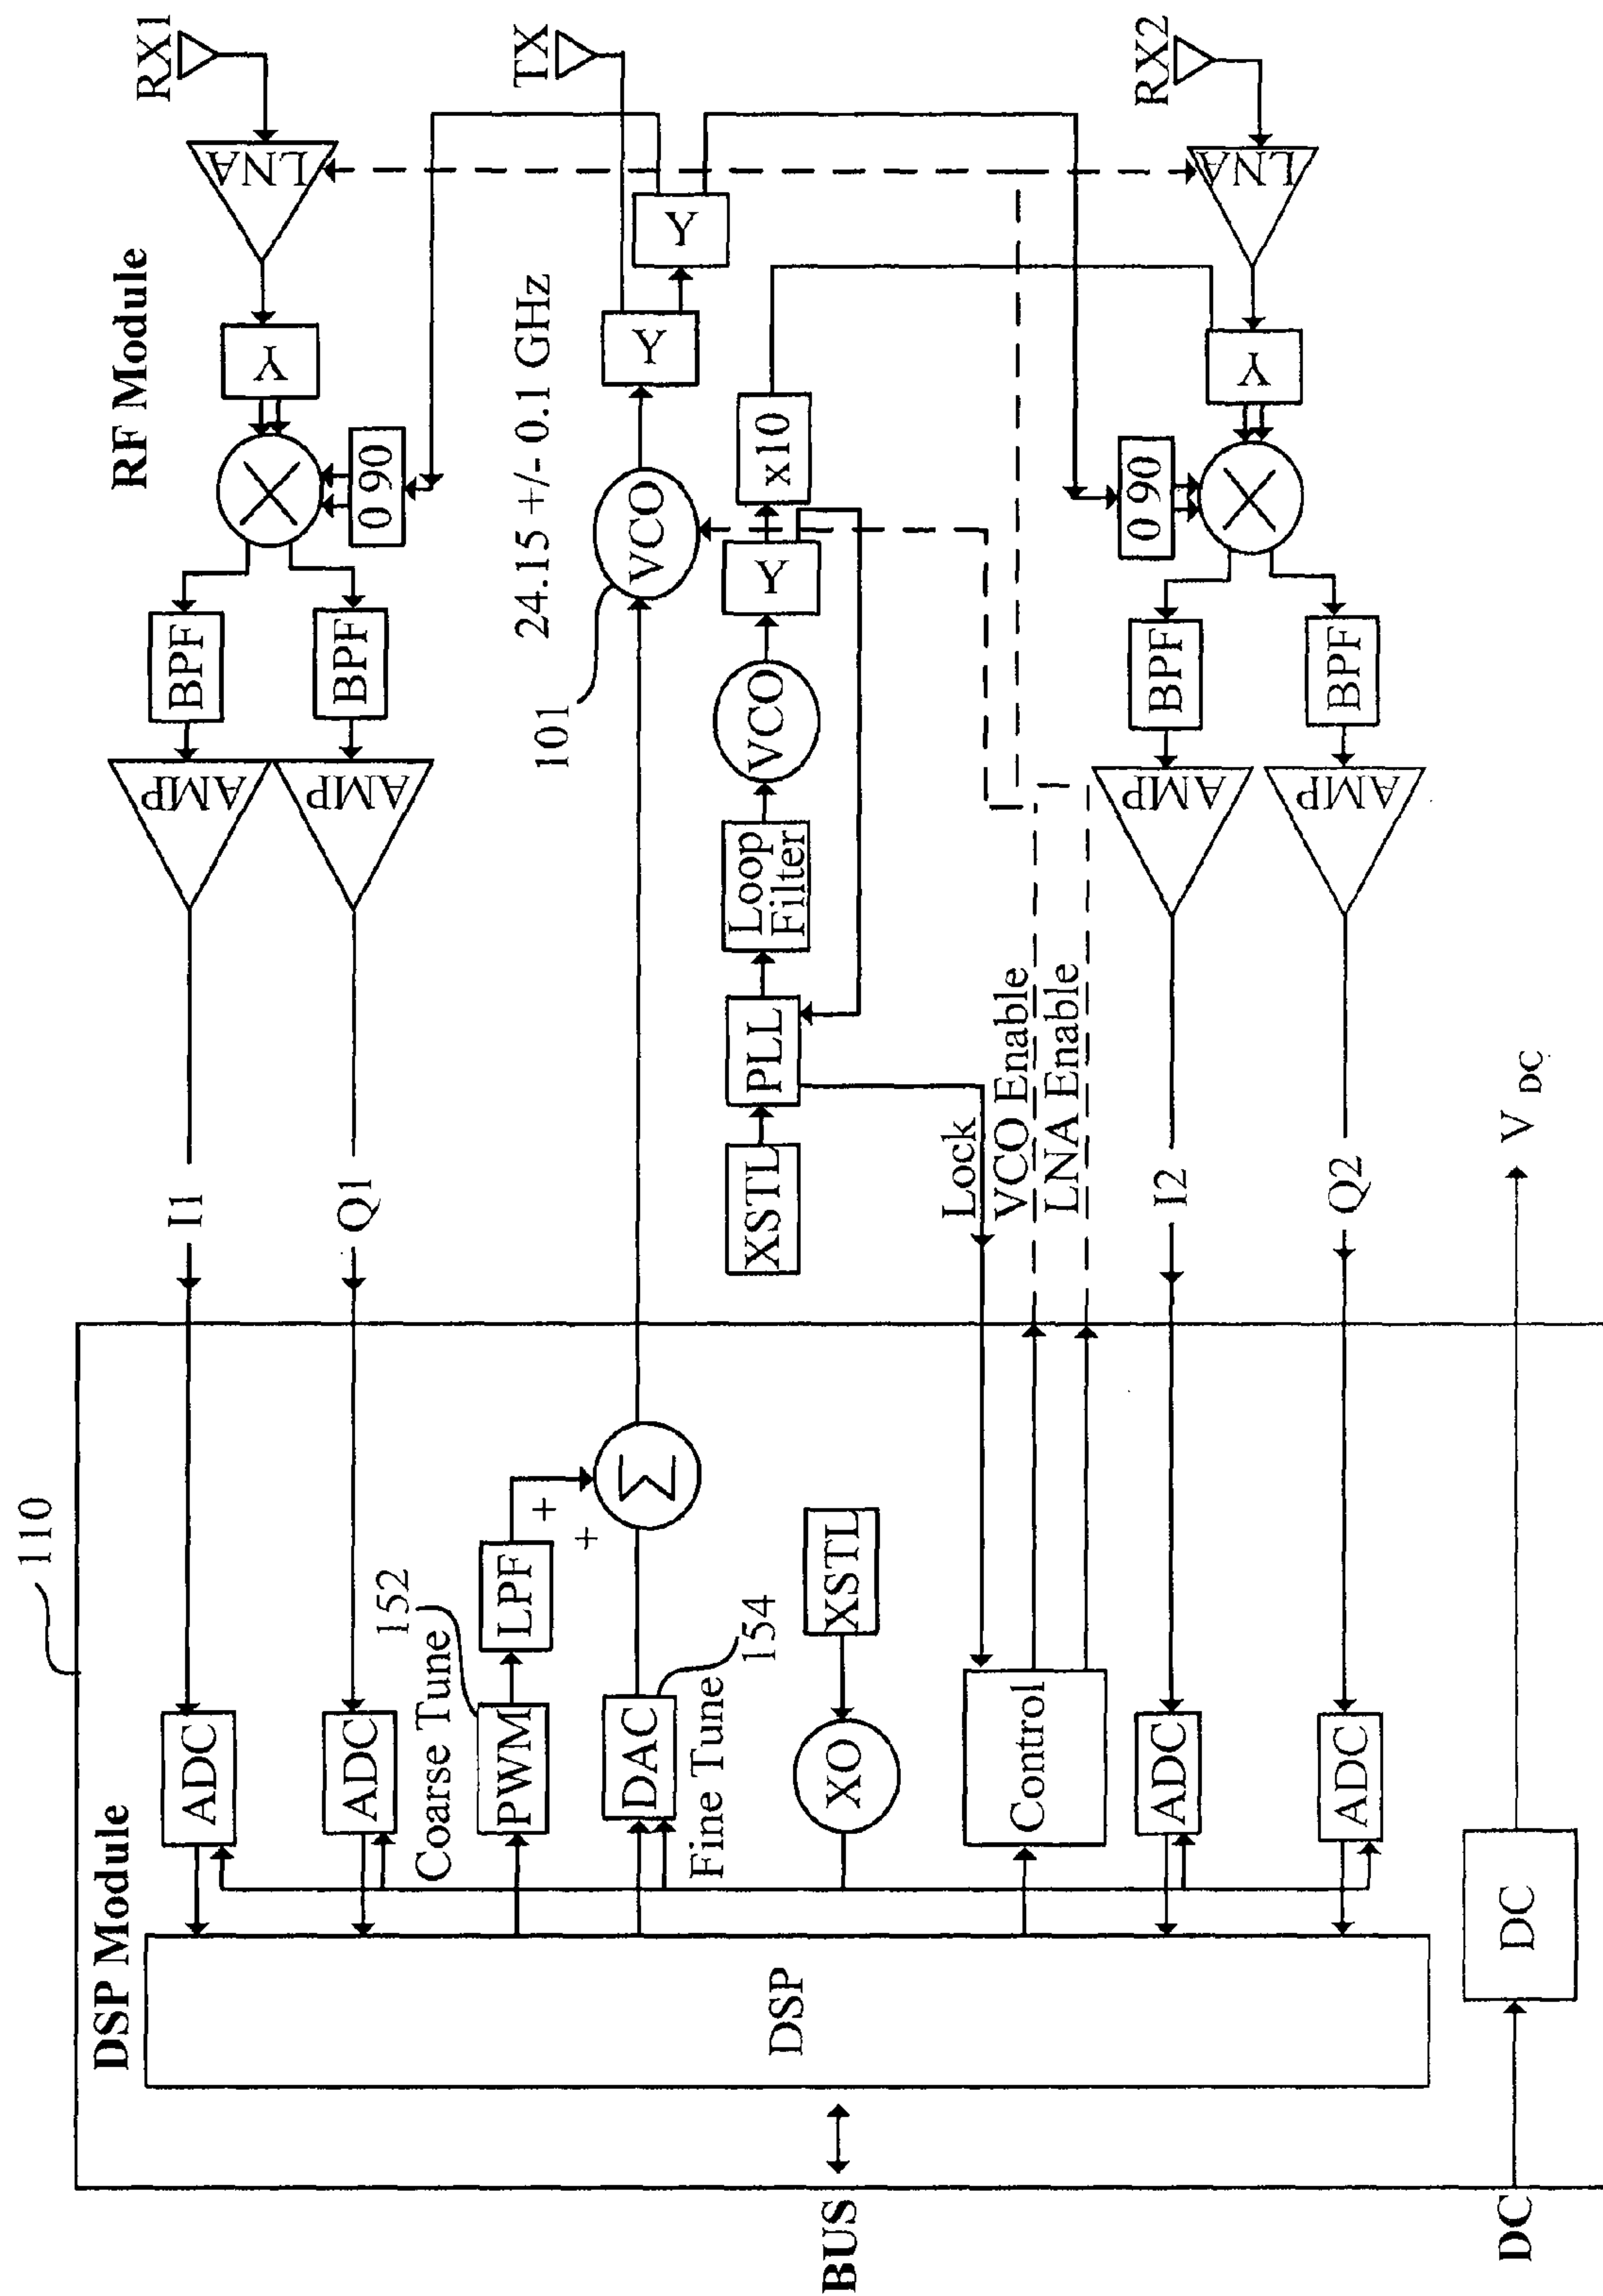 110
DSP Module
RF Module
RX1
ADC
I1
AMP
BPF
Y
LNA
ADC
Q1
AMP
BPF
0 90
Coarse Tune
152
PWM
LPF
+
+
Σ
DAC
154
Fine Tune
101
VCO
24.15 +/- 0.1 GHz
Y
Y
TX
DSP
BUS
XO
XSTL
XSTL
PLL
Loop
Filter
VCO
Y
x10
Control
Lock
VCO Enable
LNA Enable
RX2
ADC
I2
AMP
BPF
0 90
Y
LNA
ADC
Q2
AMP
BPF
DC
DC
V DC